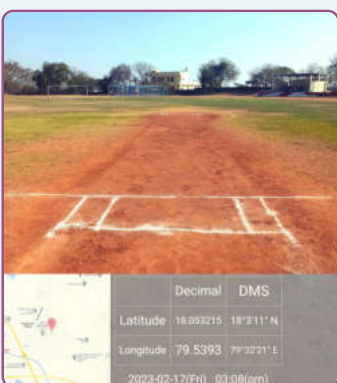 Decimal DMS
Latitude 18.053215 18°3'11" N
Longitude 79.5393 79°32'21" E
2023-02-17(Fri) 03:08(pm)